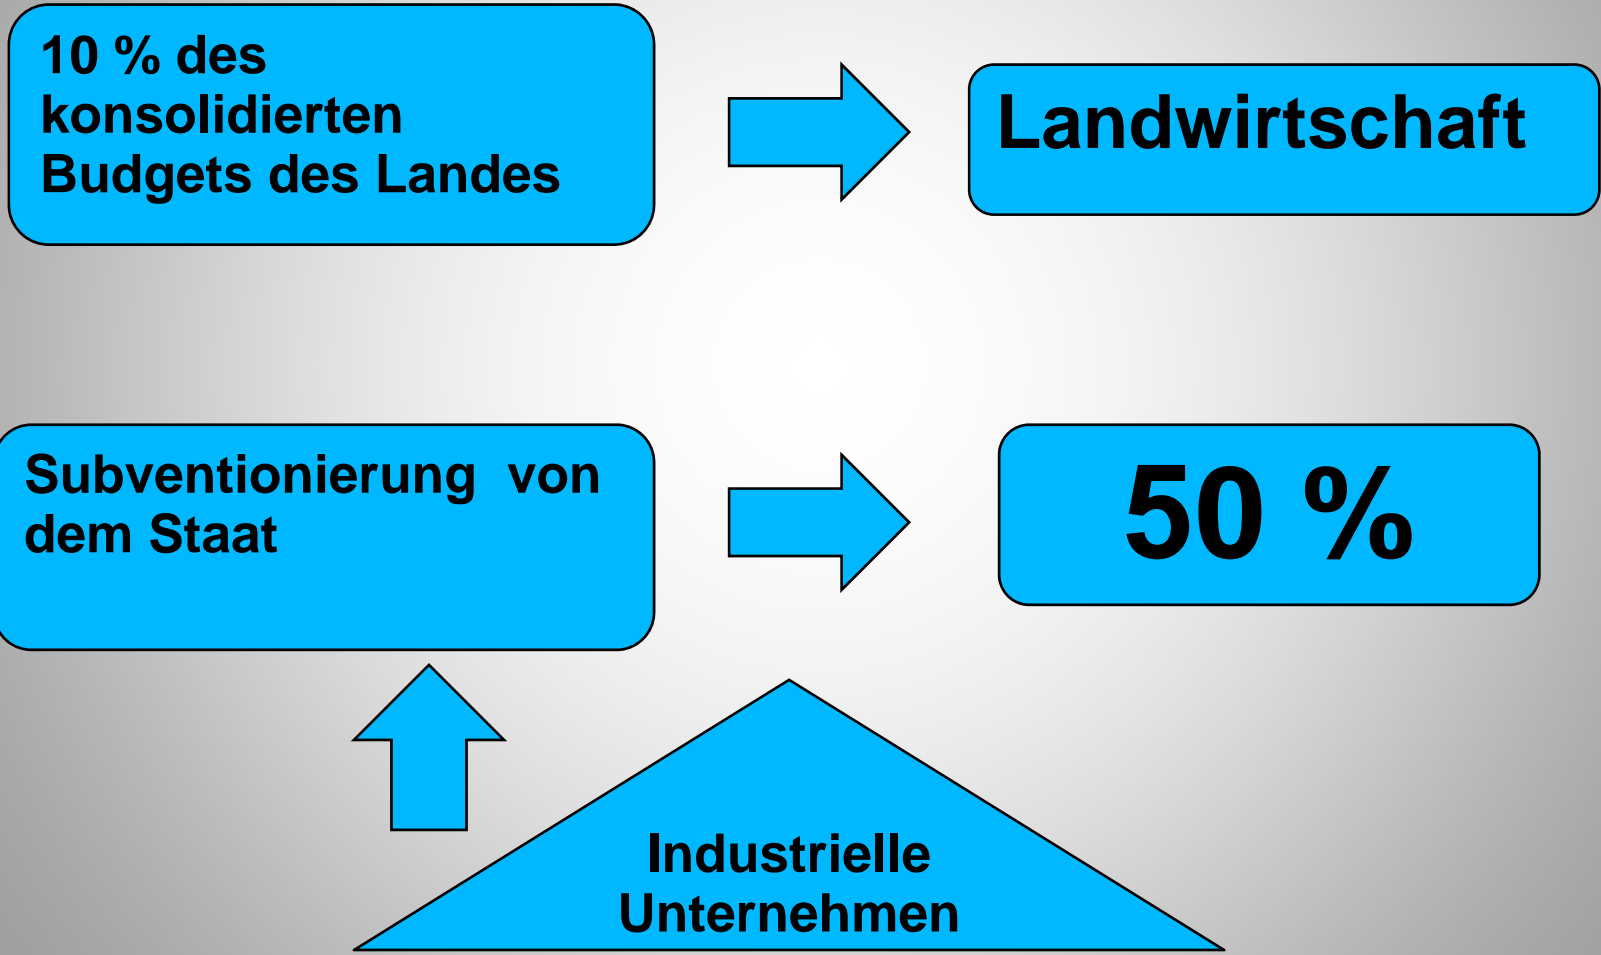 10 % des
konsolidierten
Budgets des Landes
Landwirtschaft
Subventionierung von
dem Staat
50 %
Industrielle
Unternehmen